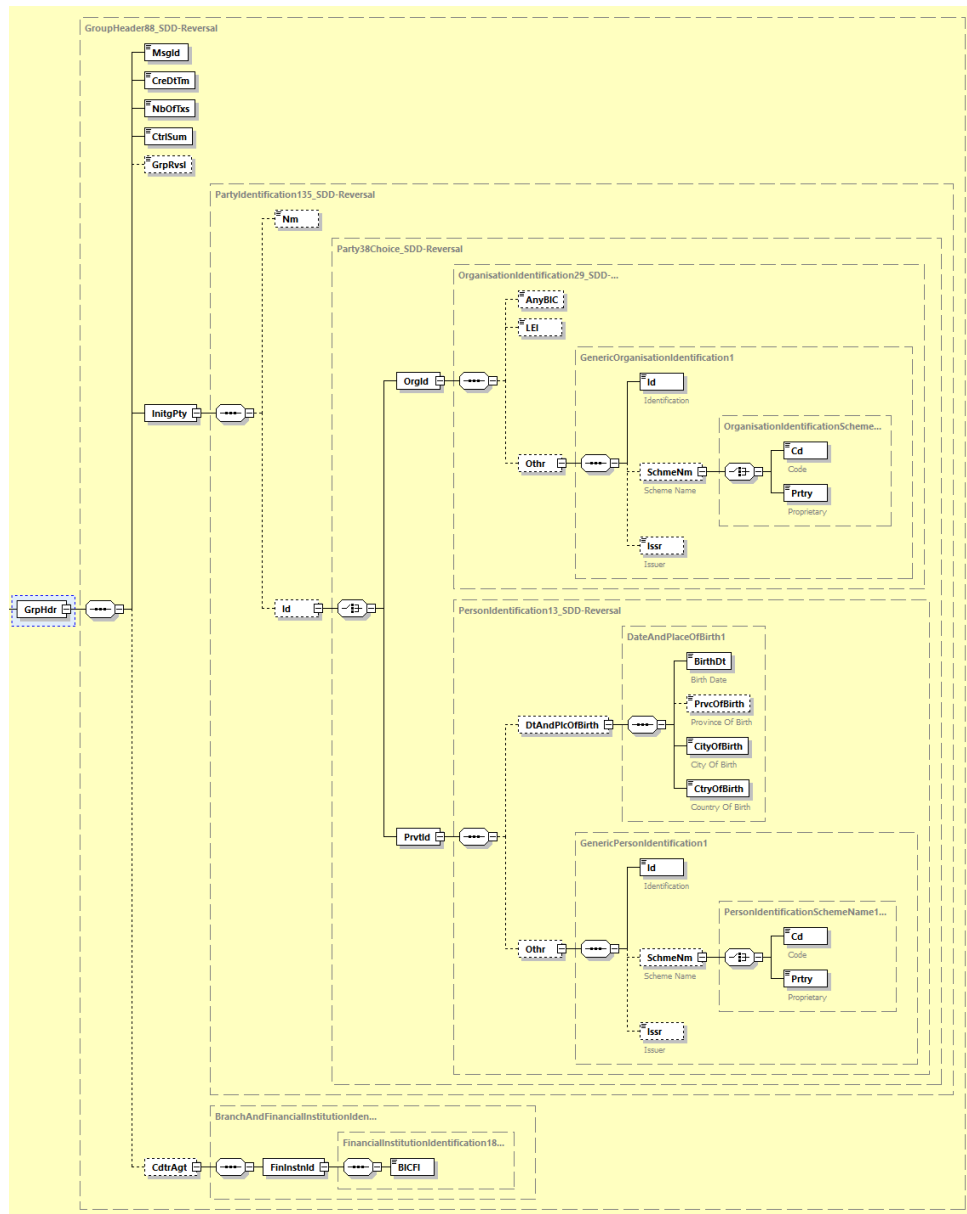 GroupHeader88_SDD-Reversal
MsgId
CreDtTm
NbOfTxs
CtrlSum
GrpRvsl
PartyIdentification135_SDD-Reversal
Nm
Party38Choice_SDD-Reversal
OrganisationIdentification29_SDD-...
AnyBIC
LEI
GenericOrganisationIdentification1
OrgId
Id
Identification
InitgPty
OrganisationIdentificationScheme...
Cd
Code
Othr
SchmeNm
Scheme Name
Prtry
Proprietary
Issr
Issuer
GrpHdr
Id
PersonIdentification13_SDD-Reversal
DateAndPlaceOfBirth1
BirthDt
Birth Date
PrvcOfBirth
Province Of Birth
DtAndPlcOfBirth
CityOfBirth
City Of Birth
CtryOfBirth
Country Of Birth
PrvtId
GenericPersonIdentification1
Id
Identification
PersonIdentificationSchemeName1...
Cd
Code
Othr
SchmeNm
Scheme Name
Prtry
Proprietary
Issr
Issuer
BranchAndFinancialInstitutionIden...
FinancialInstitutionIdentification18...
CdtrAgt
FinInstnId
BICFI